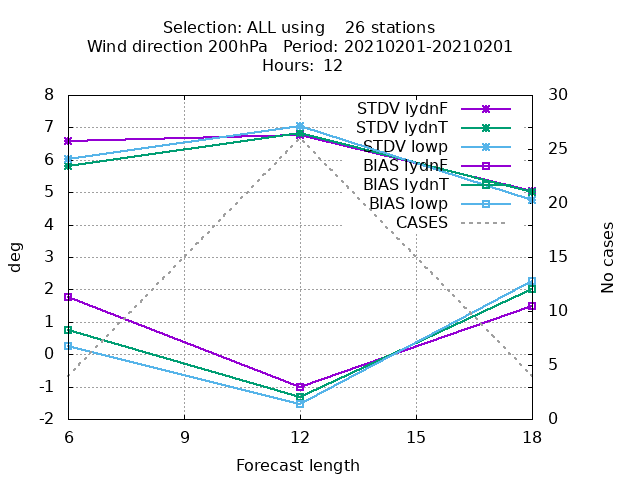 Selection: ALL using    26 stations
Wind direction 200hPa   Period: 20210201-20210201
Hours:  12
8
7
6
5
4
3
2
1
0
-1
-2
deg
30
25
20
15
10
5
0
No cases
STDV lydnF
STDV lydnT
STDV lowp
BIAS lydnF
BIAS lydnT
BIAS lowp
CASES
6 9 12 15 18
Forecast length